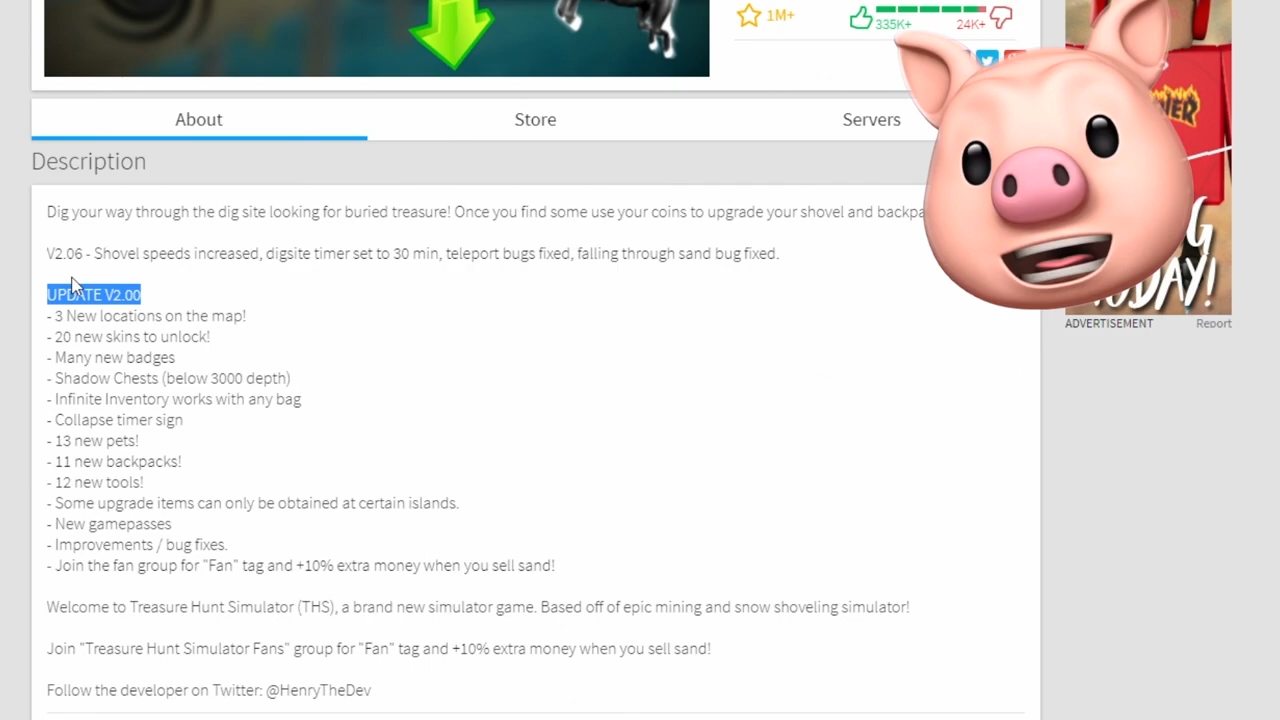 1M+
335K+
24K+
About
Store
Servers
Description
Dig your way through the dig site looking for buried treasure! Once you find some use your coins to upgrade your shovel and
V2.06 - Shovel speeds increased, digsite timer set to 30 min, teleport bugs fixed, falling through sand bug fixed.
UPDATE V2.00
- 3 New locations on the map!
- 20 new skins to unlock!
- Many new badges
- Shadow Chests (below 3000 depth)
- Infinite Inventory works with any bag
- Collapse timer sign
- 13 new pets!
- 11 new backpacks!
- 12 new tools!
- Some upgrade items can only be obtained at certain islands.
- New gamepasses
- Improvements / bug fixes.
- Join the fan group for "Fan" tag and +10% extra money when you sell sand!
Welcome to Treasure Hunt Simulator (THS), a brand new simulator game. Based off of epic mining and snow shoveling simulator!
Join "Treasure Hunt Simulator Fans" group for "Fan" tag and +10% extra money when you sell sand!
Follow the developer on Twitter: @HenryTheDev
ADVERTISEMENT
Report